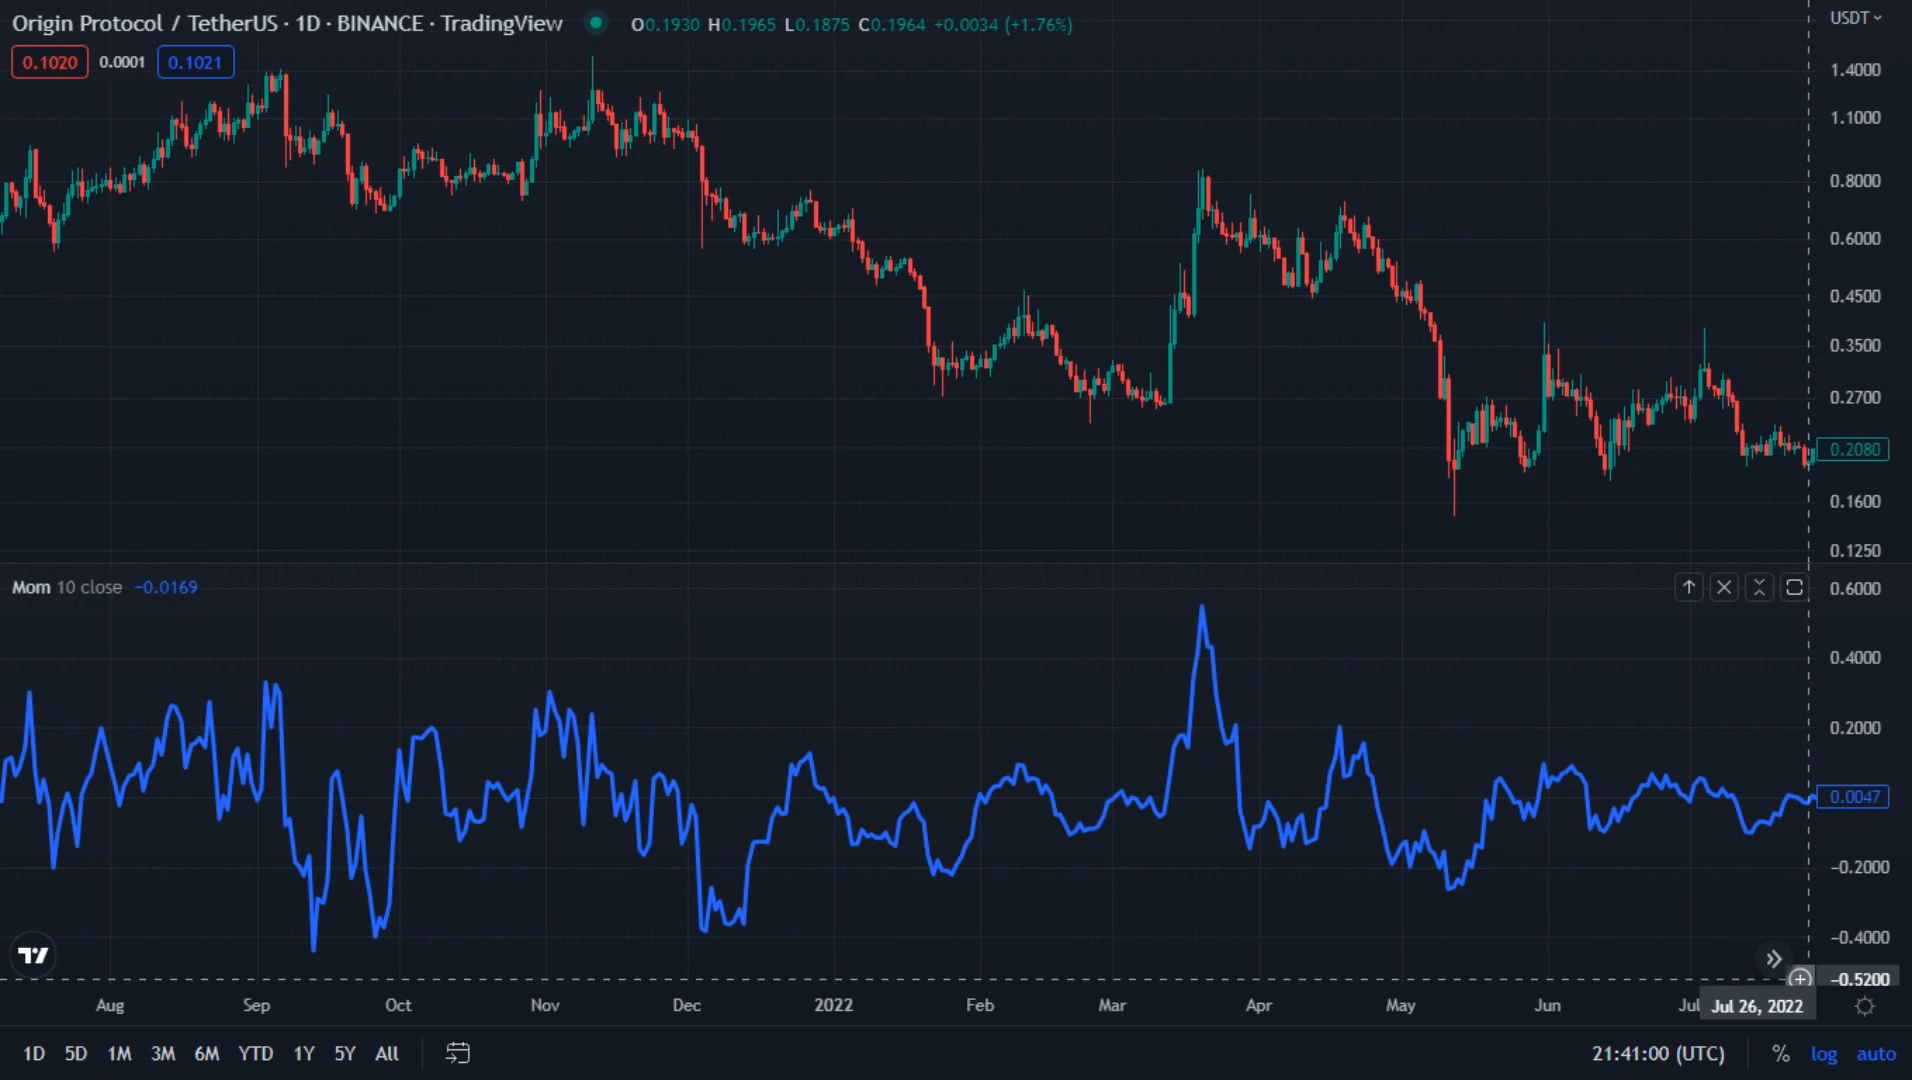 Origin Protocol / TetherUS · 1D · BINANCE · TradingView O0.1930 H0.1965 L0.1875 C0.1964 +0.0034 (+1.76%)
USDT
0.1020 0.0001 0.1021
1.4000
1.1000
0.8000
0.6000
0.4500
0.3500
0.2700
0.2080
0.1600
0.1250
Mom 10 close −0.0169
0.6000
0.4000
0.2000
0.0047
−0.2000
−0.4000
−0.5200
Aug Sep Oct Nov Dec 2022 Feb Mar Apr May Jun Jul Jul 26, 2022
1D 5D 1M 3M 6M YTD 1Y 5Y All 21:41:00 (UTC) % log auto